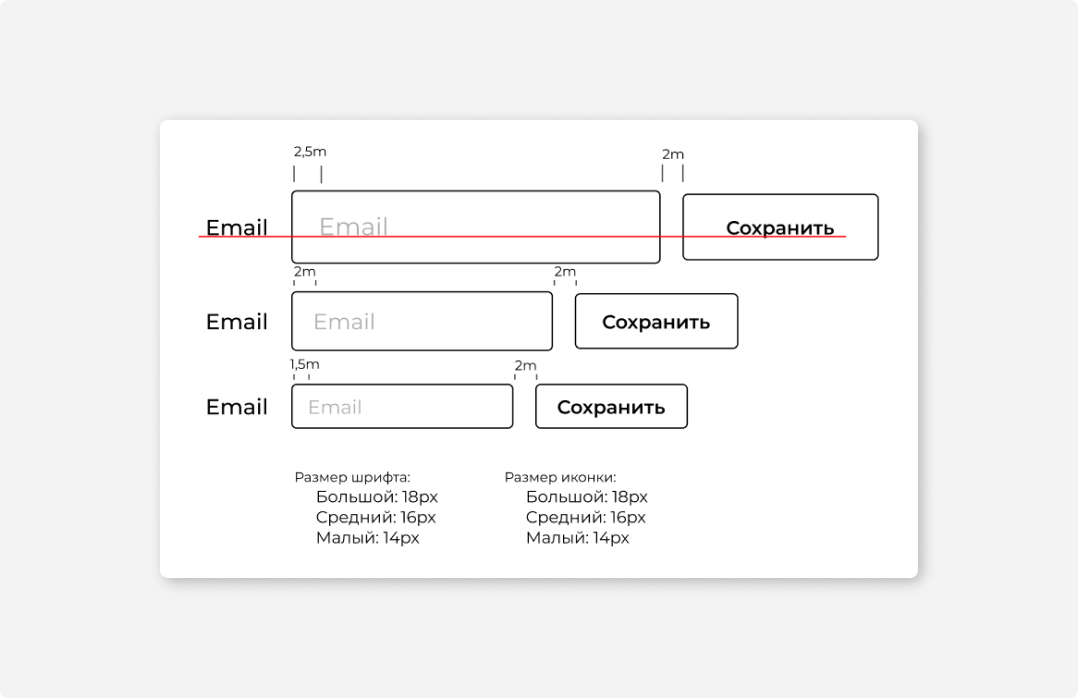 2,5m 2m
Email Email Сохранить
2m 2m
Email Email Сохранить
1,5m 2m
Email Email Сохранить
Размер шрифта:
Большой: 18px
Средний: 16px
Малый: 14px
Размер иконки:
Большой: 18px
Средний: 16px
Малый: 14px